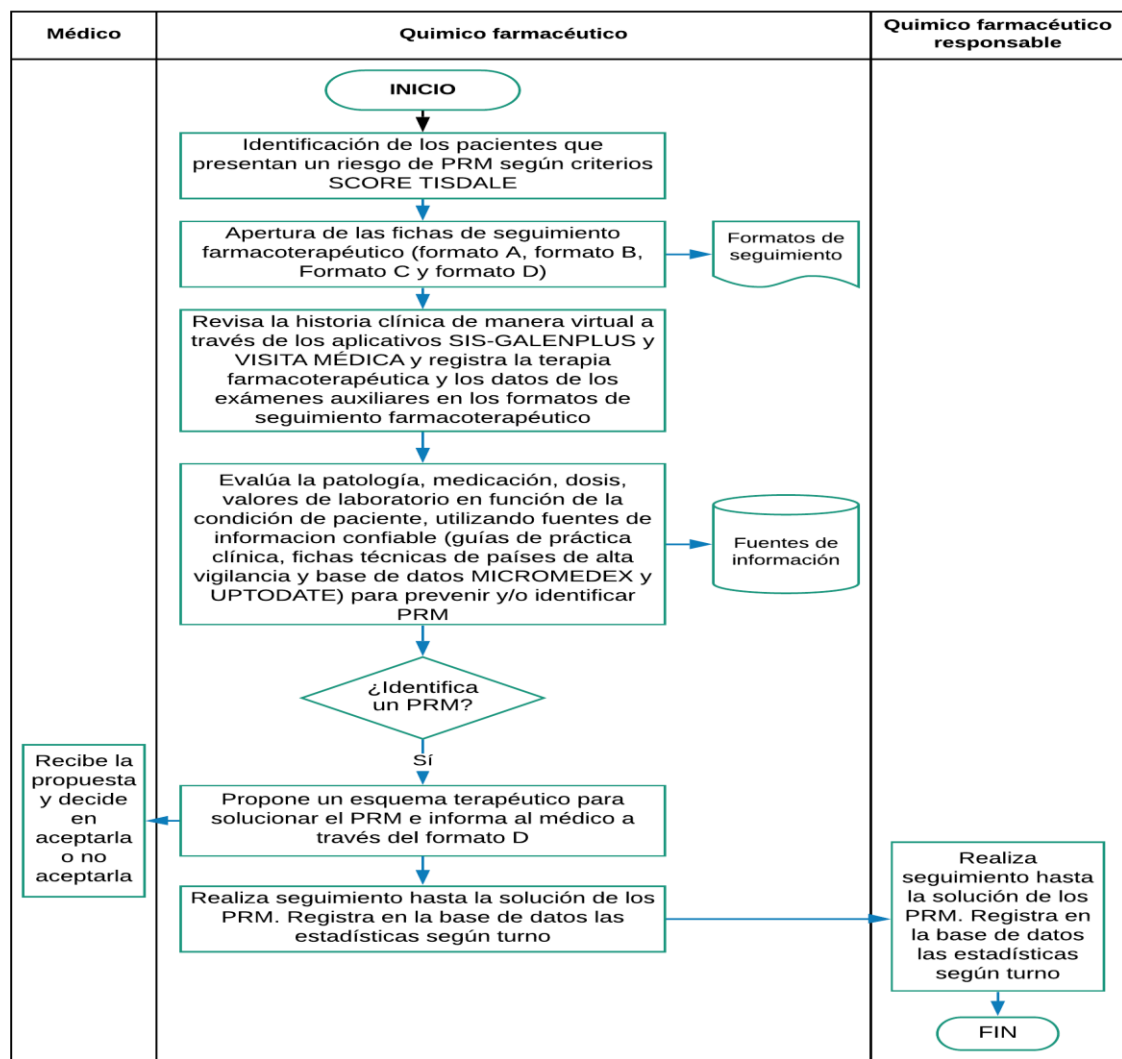 Médico
Quimico farmacéutico
Quimico farmacéutico
responsable
INICIO
Identificación de los pacientes que
presentan un riesgo de PRM según criterios
SCORE TISDALE
Apertura de las fichas de seguimiento
farmacoterapéutico (formato A, formato B,
Formato C y formato D)
Formatos de
seguimiento
Revisa la historia clínica de manera virtual a
través de los aplicativos SIS-GALENPLUS y
VISITA MÉDICA y registra la terapia
farmacoterapéutica y los datos de los
exámenes auxiliares en los formatos de
seguimiento farmacoterapéutico
Evalúa la patología, medicación, dosis,
valores de laboratorio en función de la
condición de paciente, utilizando fuentes de
informacion confiable (guías de práctica
clínica, fichas técnicas de países de alta
vigilancia y base de datos MICROMEDEX y
UPTODATE) para prevenir y/o identificar
PRM
Fuentes de
información
¿Identifica
un PRM?
Sí
Propone un esquema terapéutico para
solucionar el PRM e informa al médico a
través del formato D
Recibe la
propuesta
y decide
en
aceptarla
o no
aceptarla
Realiza seguimiento hasta la solución de los
PRM. Registra en la base de datos las
estadísticas según turno
Realiza
seguimiento hasta
la solución de los
PRM. Registra en
la base de datos
las estadísticas
según turno
FIN